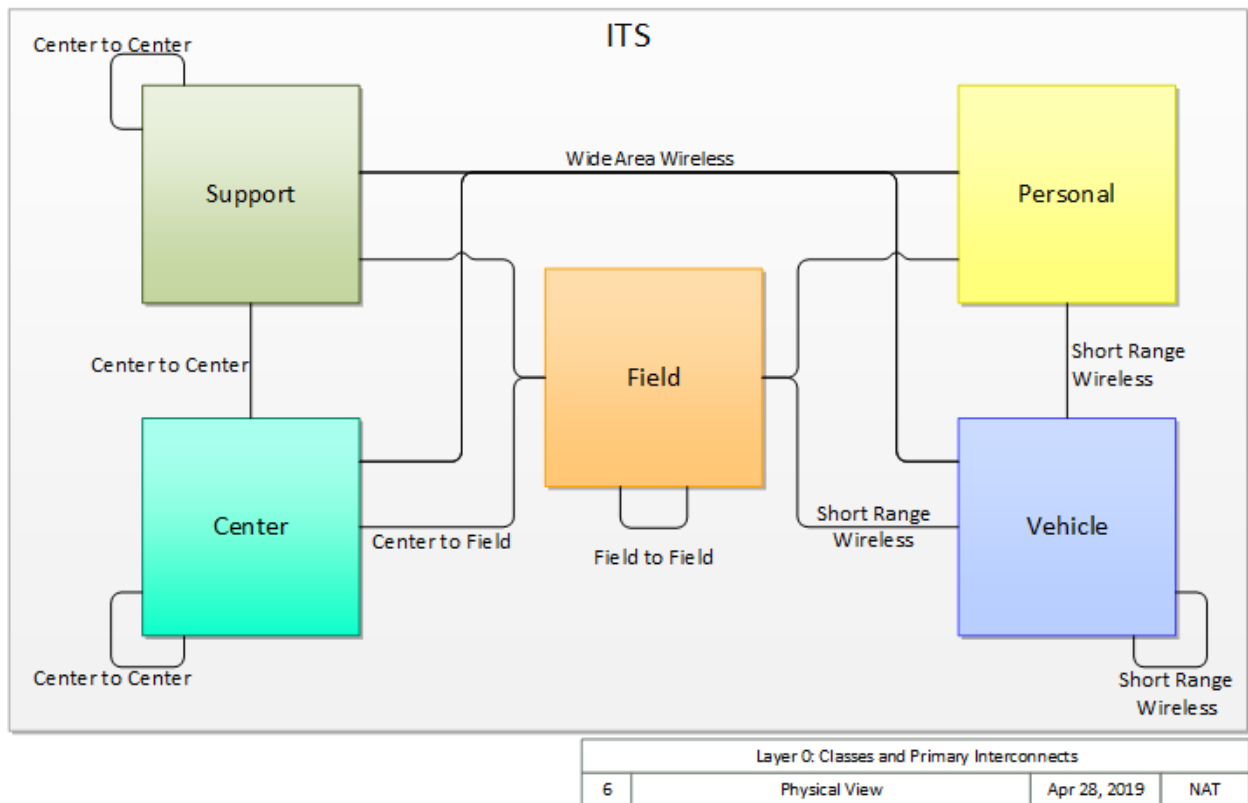 ITS
Center to Center
Wide Area Wireless
Support
Personal
Center to Center
Field
Short Range
Wireless
Center
Center to Field
Short Range
Wireless
Vehicle
Field to Field
Center to Center
Short Range
Wireless
Layer 0: Classes and Primary Interconnects
6 Physical View Apr 28, 2019 NAT